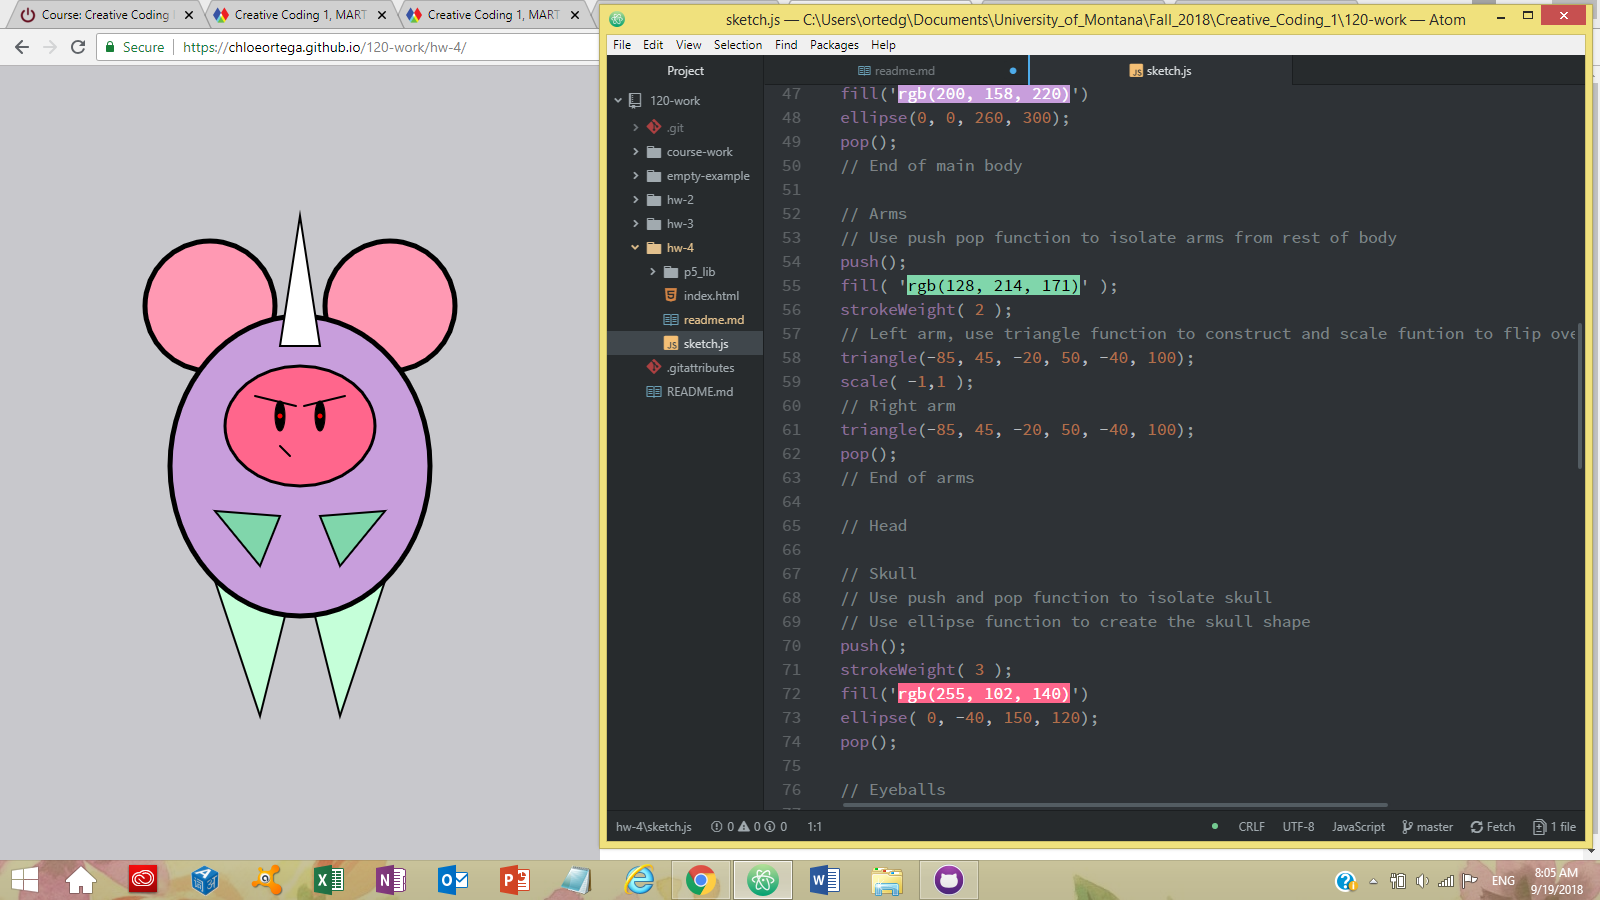 Course: Creative Coding
Creative Coding 1, MART
Creative Coding 1, MART
Secure
https://chloeortega.github.io/120-work/hw-4/
sketch.js — C:\Users\ortedg\Documents\University_of_Montana\Fall_2018\Creative_Coding_1\120-work — Atom
File Edit View Selection Find Packages Help
Project
readme.md
sketch.js
120-work
.git
course-work
empty-example
hw-2
hw-3
hw-4
p5_lib
index.html
readme.md
sketch.js
.gitattributes
README.md
47 fill('rgb(200, 158, 220)')
48 ellipse(0, 0, 260, 300);
49 pop();
50 // End of main body
51
52 // Arms
53 // Use push pop function to isolate arms from rest of body
54 push();
55 fill( 'rgb(128, 214, 171)' );
56 strokeWeight( 2 );
57 // Left arm, use triangle function to construct and scale funtion to flip ove
58 triangle(-85, 45, -20, 50, -40, 100);
59 scale( -1,1 );
60 // Right arm
61 triangle(-85, 45, -20, 50, -40, 100);
62 pop();
63 // End of arms
64
65 // Head
66
67 // Skull
68 // Use push and pop function to isolate skull
69 // Use ellipse function to create the skull shape
70 push();
71 strokeWeight( 3 );
72 fill('rgb(255, 102, 140)')
73 ellipse( 0, -40, 150, 120);
74 pop();
75
76 // Eyeballs
hw-4\sketch.js 0 0 0 1:1
CRLF UTF-8 JavaScript master Fetch 1 file
ENG
8:05 AM
9/19/2018